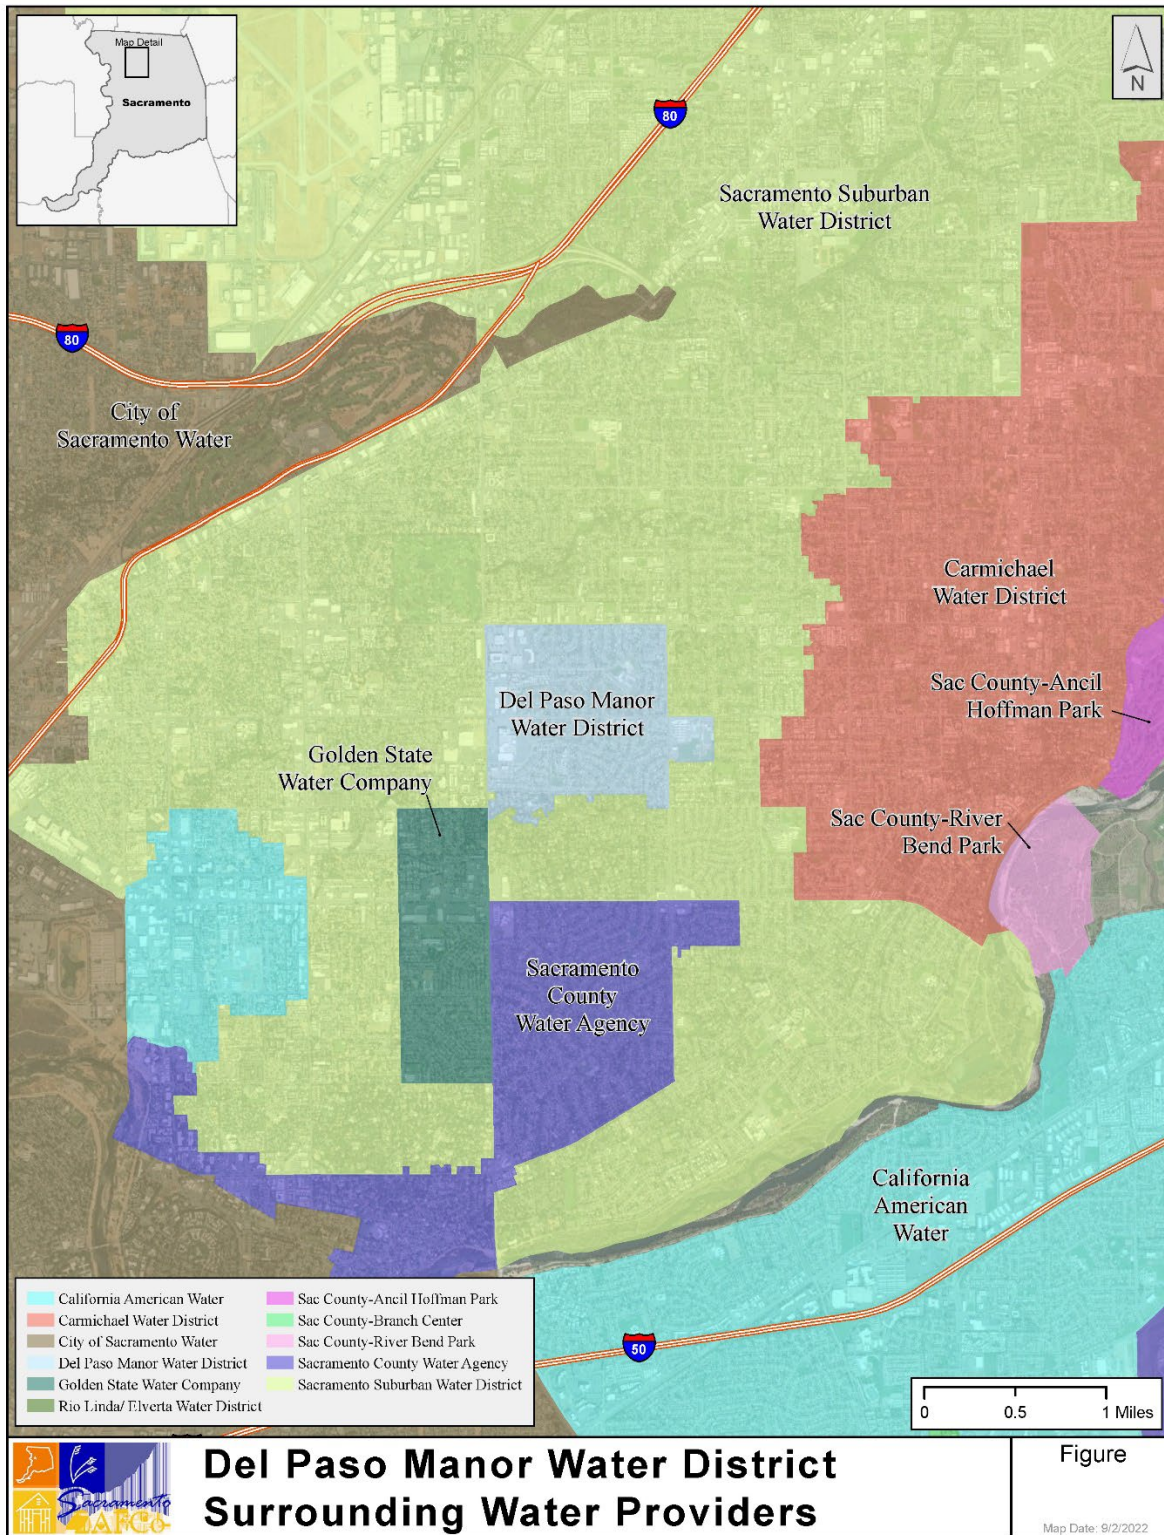 Map Detail
Sacramento
N
80
Sacramento Suburban
Water District
80
City of
Sacramento Water
Carmichael
Water District
Sac County-Ancil
Hoffman Park
Del Paso Manor
Water District
Golden State
Water Company
Sac County-River
Bend Park
Sacramento
County
Water Agency
California
American
Water
California American Water
Carmichael Water District
City of Sacramento Water
Del Paso Manor Water District
Golden State Water Company
Rio Linda/ Elverta Water District
Sac County-Ancil Hoffman Park
Sac County-Branch Center
Sac County-River Bend Park
Sacramento County Water Agency
Sacramento Suburban Water District
50
0 0.5 1 Miles
Sacramento
LAFCo
Del Paso Manor Water District
Surrounding Water Providers
Figure
Map Date: 9/2/2022